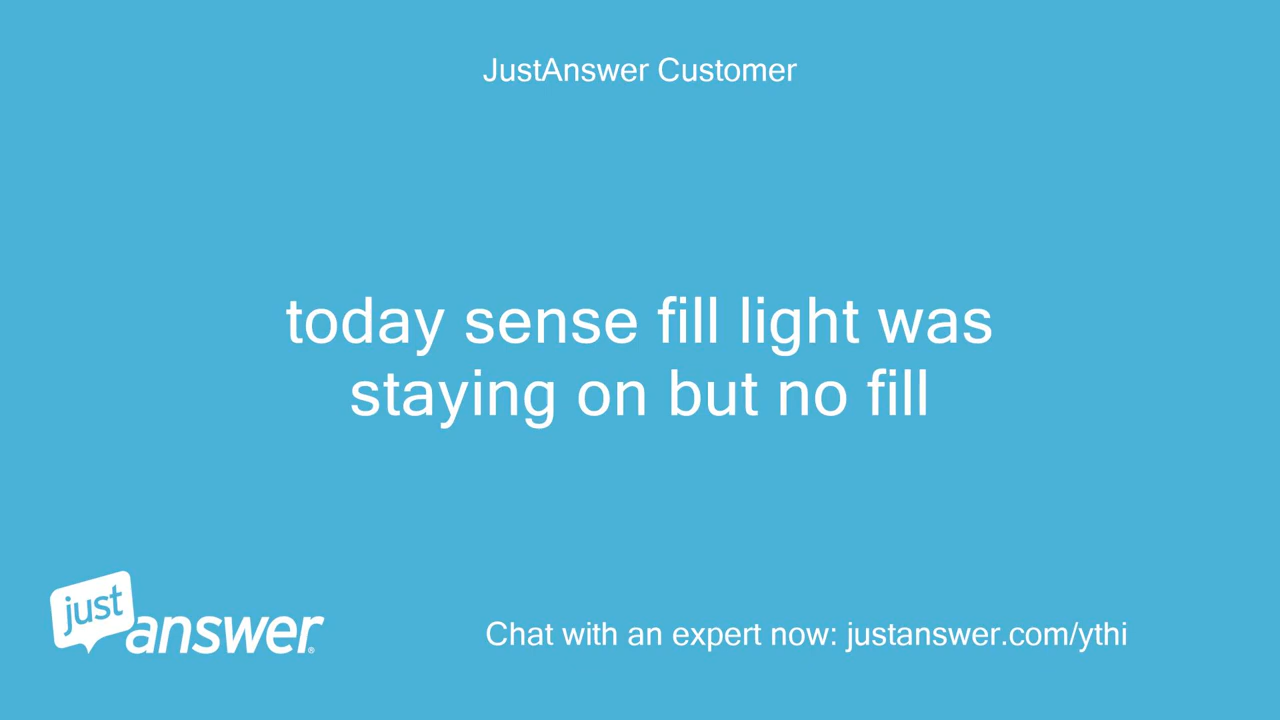 JustAnswer Customer
today sense fill light was
staying on but no fill
just
answer®
Chat with an expert now: justanswer.com/ythi